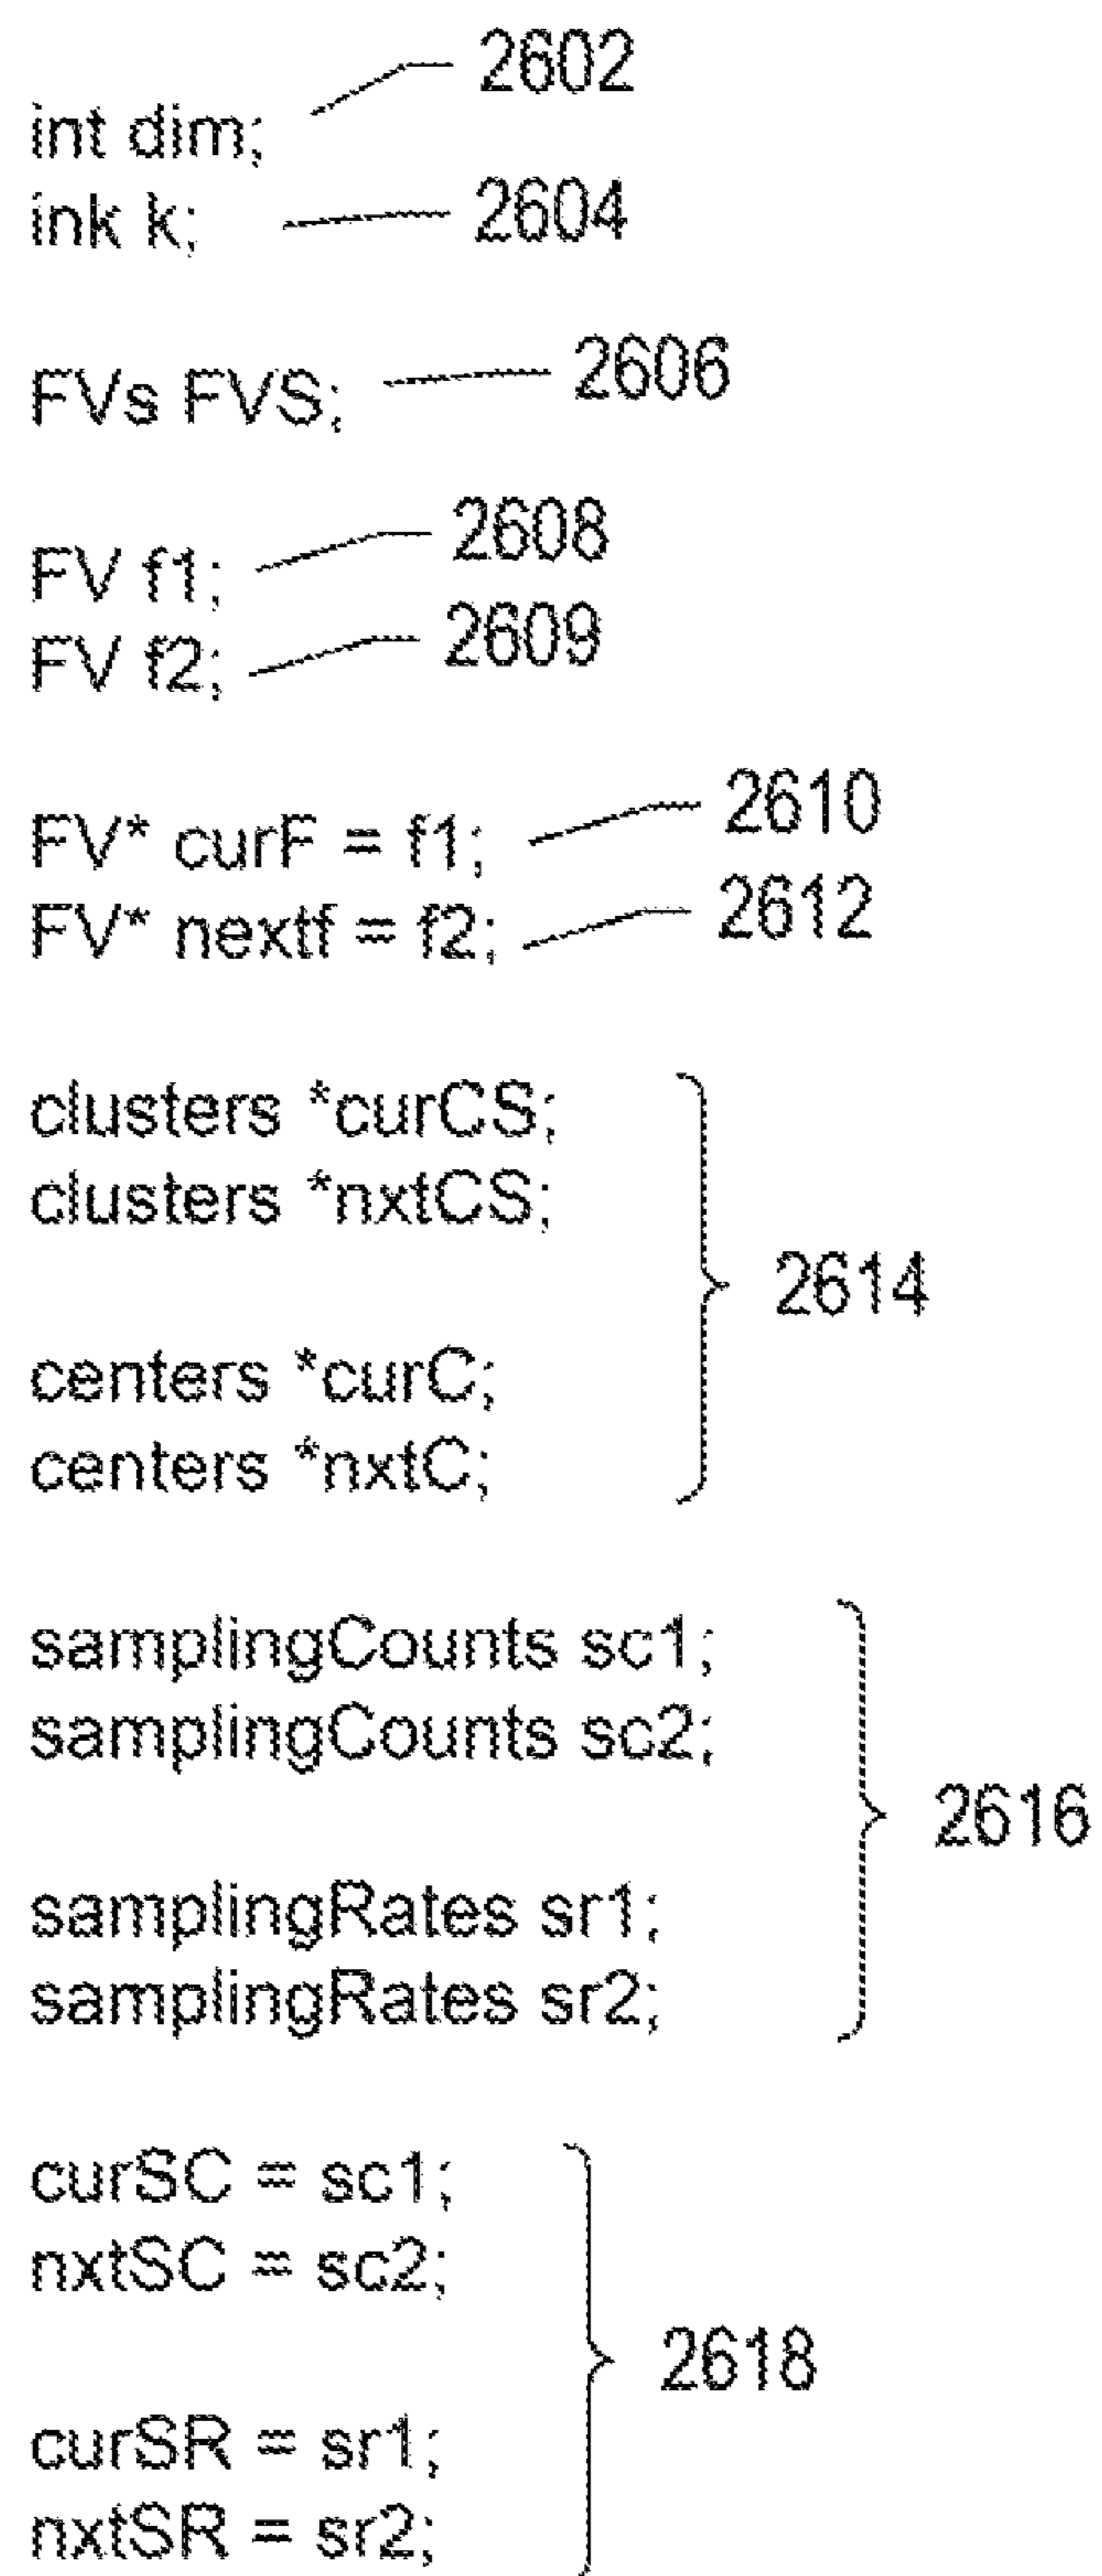 2602
int dim;
ink k; 2604
FVs FVS; 2606
FV f1; 2608
FV f2; 2609
FV* curF = f1; 2610
FV* nextf = f2; 2612
clusters *curCS;
clusters *nxtCS;
2614
centers *curC;
centers *nxtC;
samplingCounts sc1;
samplingCounts sc2;
2616
samplingRates sr1;
samplingRates sr2;
curSC = sc1;
nxtSC = sc2;
2618
curSR = sr1;
nxtSR = sr2;